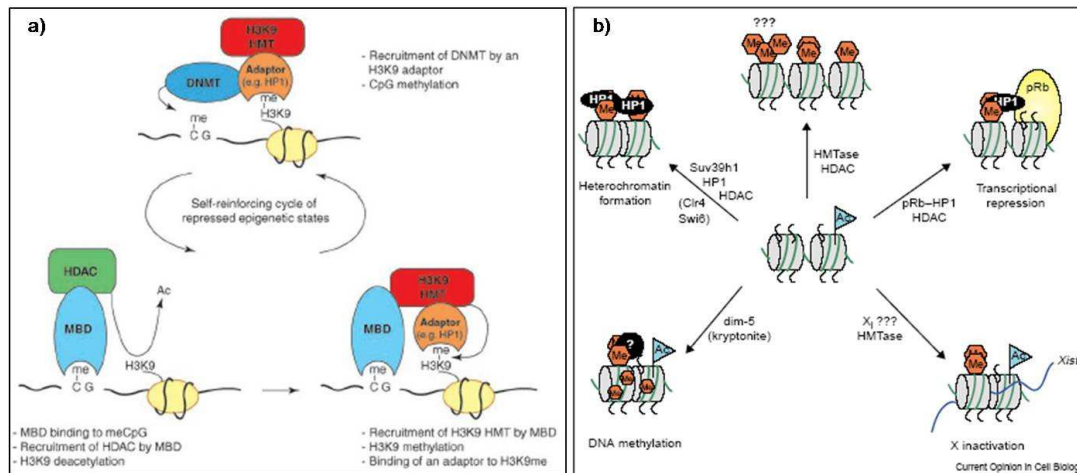 a)
H3K9
HMT
Adaptor
(e.g. HP1)
DNMT
me
H3K9
me
C G
- Recruitment of DNMT by an
H3K9 adaptor
- CpG methylation
Self-reinforcing cycle of
repressed epigenetic states
HDAC
Ac
MBD
H3K9
me
C G
H3K9
HMT
MBD
Adaptor
(e.g. HP1)
me
H3K9
me
C G
- MBD binding to meCpG
- Recruitment of HDAC by MBD
- H3K9 deacetylation
- Recruitment of H3K9 HMT by MBD
- H3K9 methylation
- Binding of an adaptor to H3K9me
b)
???
Me
Me
Me
Me
Me
Me
HP1
HP1
Me
Heterochromatin
formation
Suv39h1
HP1
HDAC
(Clr4
Swi6)
HMTase
HDAC
pRb
HP1
Me
Transcriptional
repression
pRb–HP1
HDAC
Ac
dim-5
(kryptonite)
X_I ???
HMTase
?
Me
Ac
Me
Me
Me
DNA methylation
Me
Ac
Xist
X inactivation
Current Opinion in Cell Biology